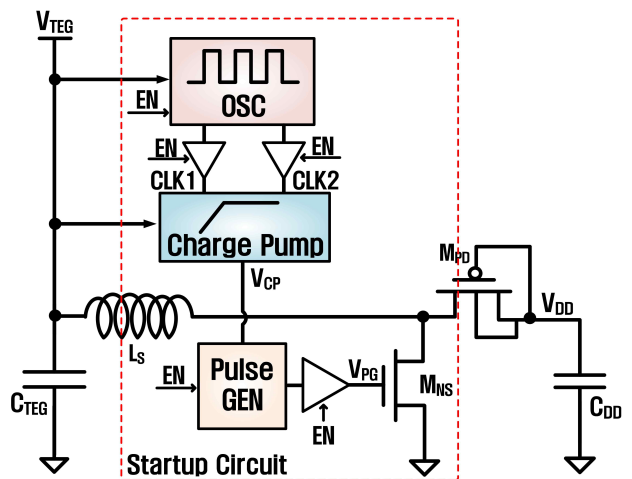 VTEG
OSC
EN
EN
EN
CLK1
CLK2
Charge Pump
VCP
MPD
VDD
LS
CTEG
EN
Pulse
GEN
VPG
MNS
EN
CDD
Startup Circuit